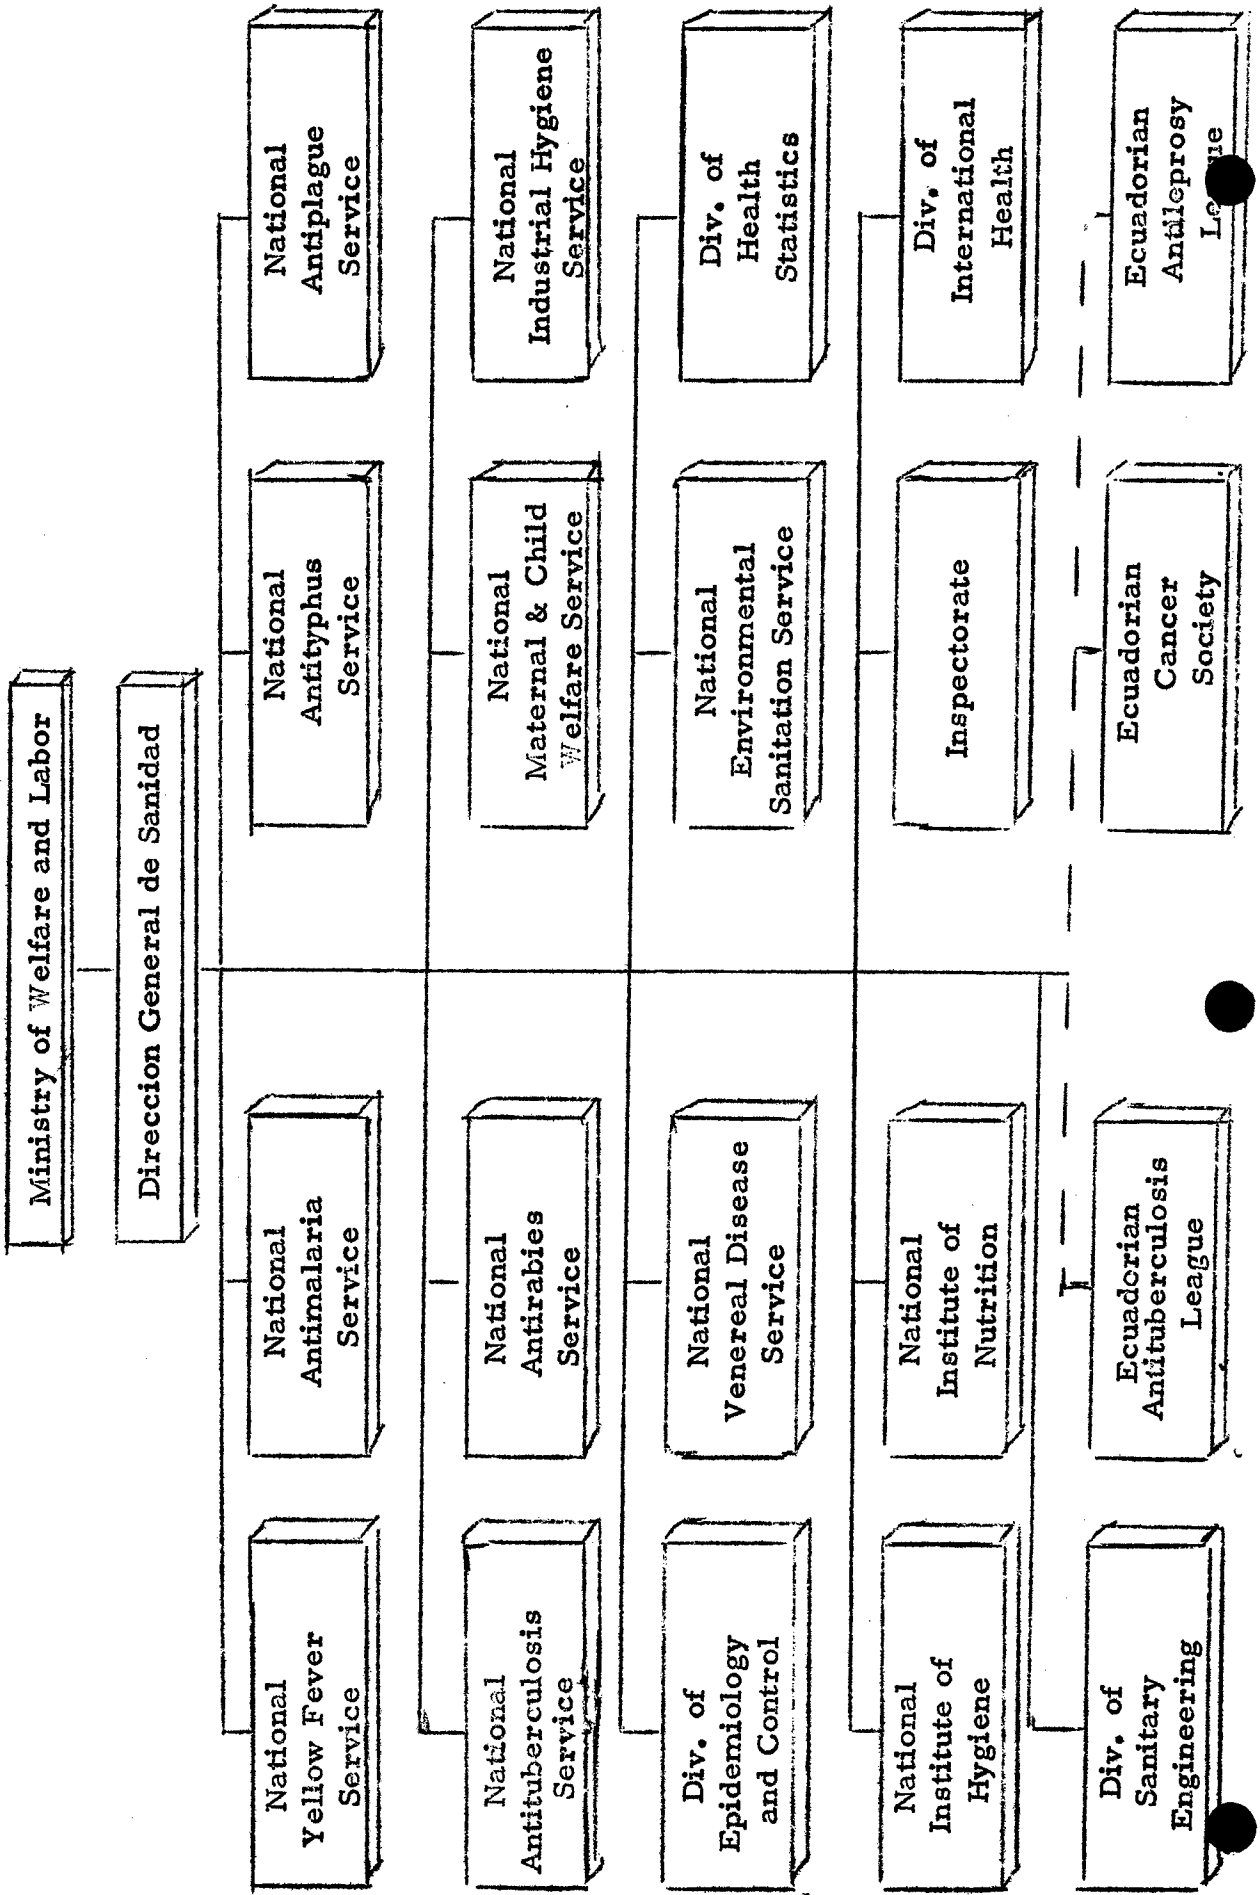 Ministry of Welfare and Labor
Direccion General de Sanidad
National
Yellow Fever
Service
National
Antimalaria
Service
National
Antityphus
Service
National
Antiplague
Service
National
Antituberculosis
Service
National
Antirabies
Service
National
Maternal & Child
Welfare Service
National
Industrial Hygiene
Service
Div. of
Epidemiology
and Control
National
Venereal Disease
Service
National
Environmental
Sanitation Service
Div. of
Health
Statistics
National
Institute of
Hygiene
National
Institute of
Nutrition
Inspectorate
Div. of
International
Health
Div. of
Sanitary
Engineering
Ecuadorian
Antituberculosis
League
Ecuadorian
Cancer
Society
Ecuadorian
Antileprosy
League